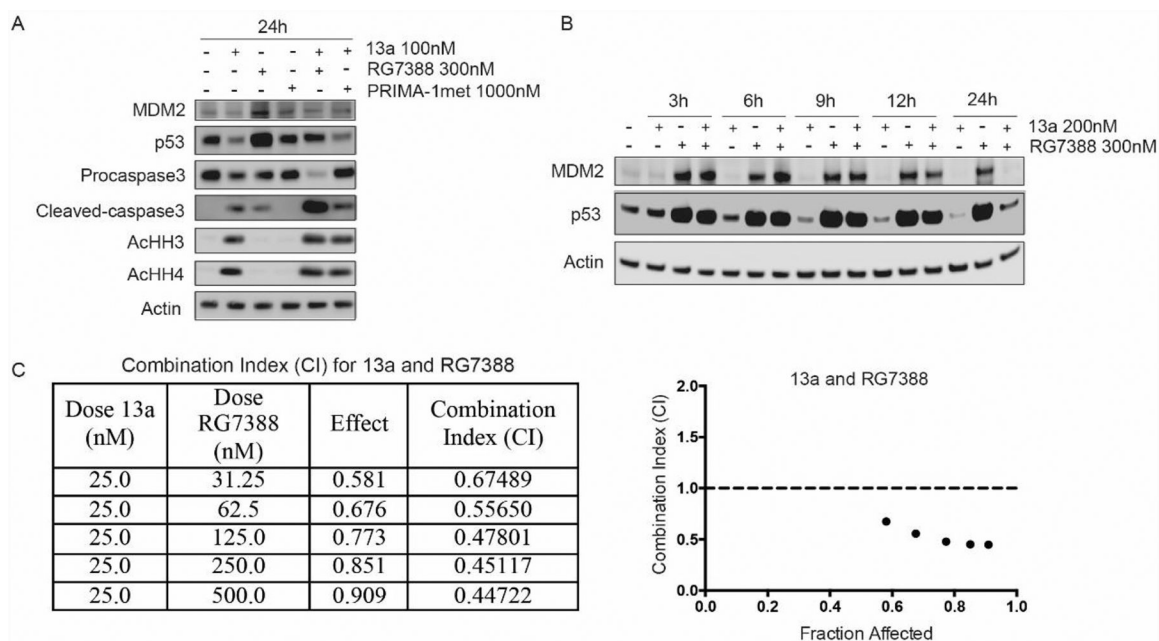 A
24h
- + - - + + 13a 100nM
- - + - + - RG7388 300nM
- - - + - + PRIMA-1met 1000nM
MDM2
p53
Procaspase3
Cleaved-caspase3
AcHH3
AcHH4
Actin
B
3h 6h 9h 12h 24h
- + - + + - + + - + + - + + - + 13a 200nM
- - + + - + + - + + - + + - + + RG7388 300nM
MDM2
p53
Actin
C
Combination Index (CI) for 13a and RG7388
Dose 13a (nM) Dose RG7388 (nM) Effect Combination Index (CI)
25.0 31.25 0.581 0.67489
25.0 62.5 0.676 0.55650
25.0 125.0 0.773 0.47801
25.0 250.0 0.851 0.45117
25.0 500.0 0.909 0.44722
13a and RG7388
Combination Index (CI)
2.0
1.5
1.0
0.5
0.0
0.0 0.2 0.4 0.6 0.8 1.0
Fraction Affected